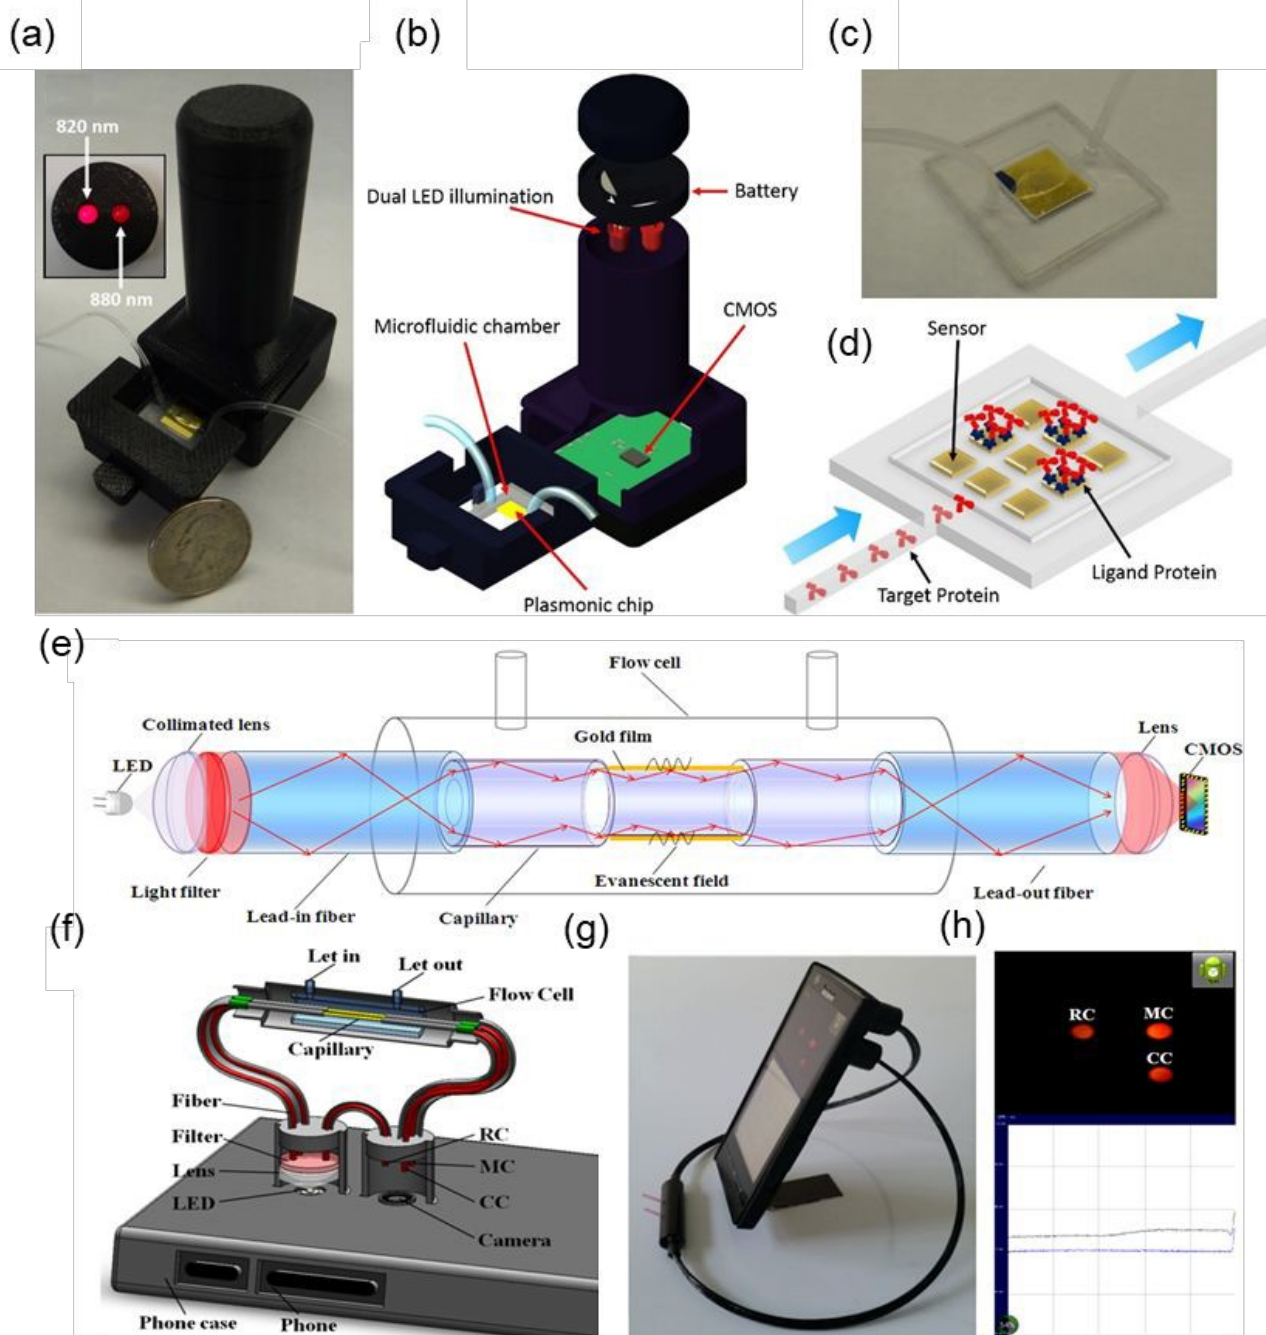 (a)
(b)
(c)
820 nm
880 nm
Dual LED illumination
Battery
Microfluidic chamber
CMOS
Plasmonic chip
(d)
Sensor
Ligand Protein
Target Protein
(e)
Flow cell
Collimated lens
Gold film
Lens
LED
CMOS
Light filter
Evanescent field
Lead-out fiber
Lead-in fiber
Capillary
(f)
(g)
(h)
Let in
Let out
Flow Cell
Capillary
Fiber
RC
Filter
MC
Lens
CC
LED
Camera
Phone case
Phone
RC
MC
CC